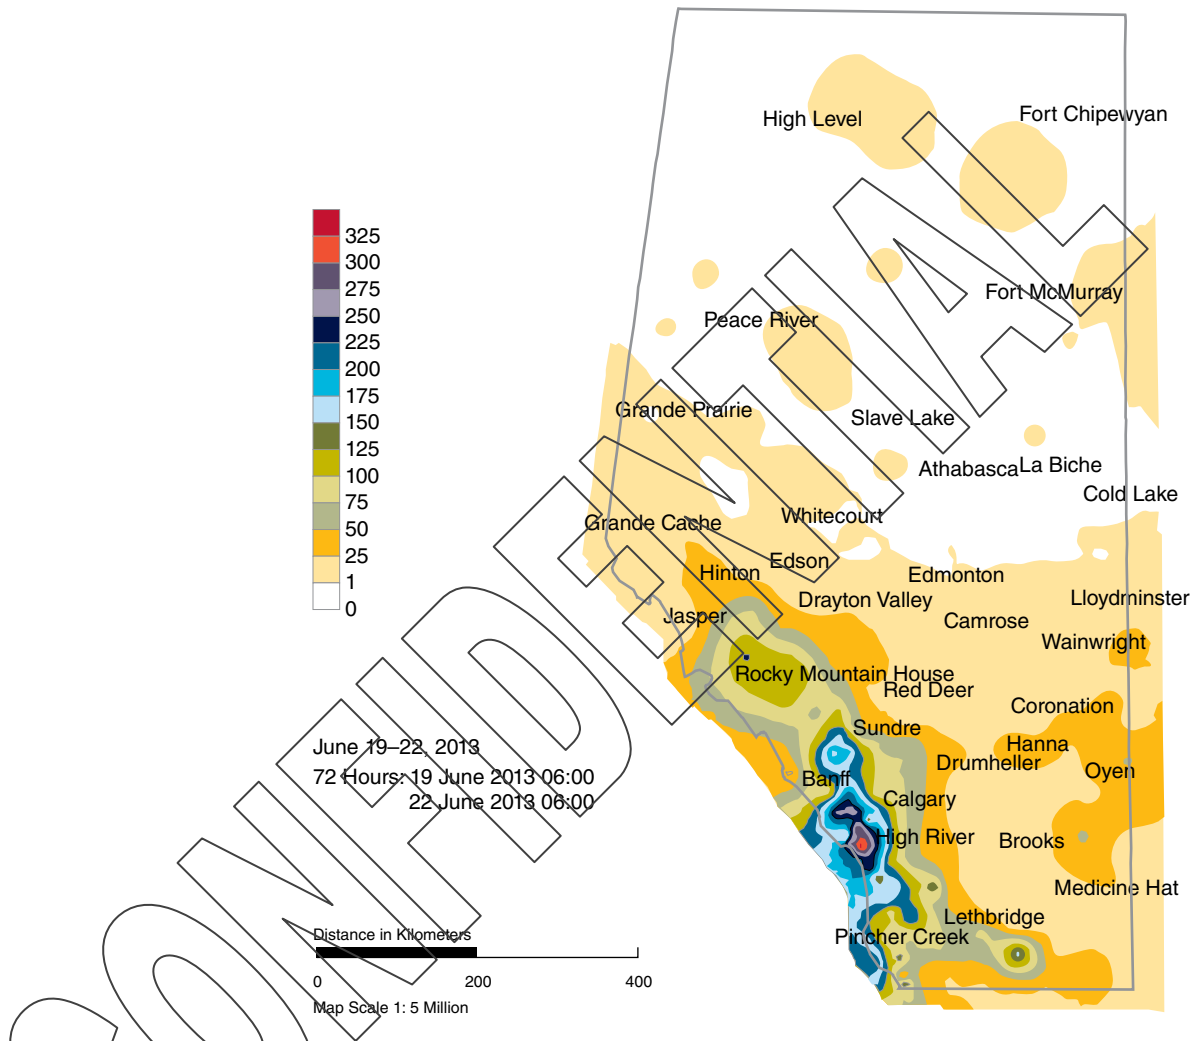 High Level
Fort Chipewyan
325
300
275
250
225
200
175
150
125
100
75
50
25
1
0
Fort McMurray
Peace River
Grande Prairie
Slave Lake
Athabasca
La Biche
Cold Lake
Grande Cache
Whitecourt
Edson
Hinton
Edmonton
Drayton Valley
Lloydminster
Jasper
Camrose
Wainwright
Rocky Mountain House
Red Deer
Coronation
Sundre
Hanna
Drumheller
Oyen
Banff
Calgary
High River
Brooks
Medicine Hat
Lethbridge
Pincher Creek
June 19–22, 2013
72 Hours: 19 June 2013 06:00
22 June 2013 06:00
Distance in Kilometers
0 200 400
Map Scale 1: 5 Million
CONFIDENTIAL